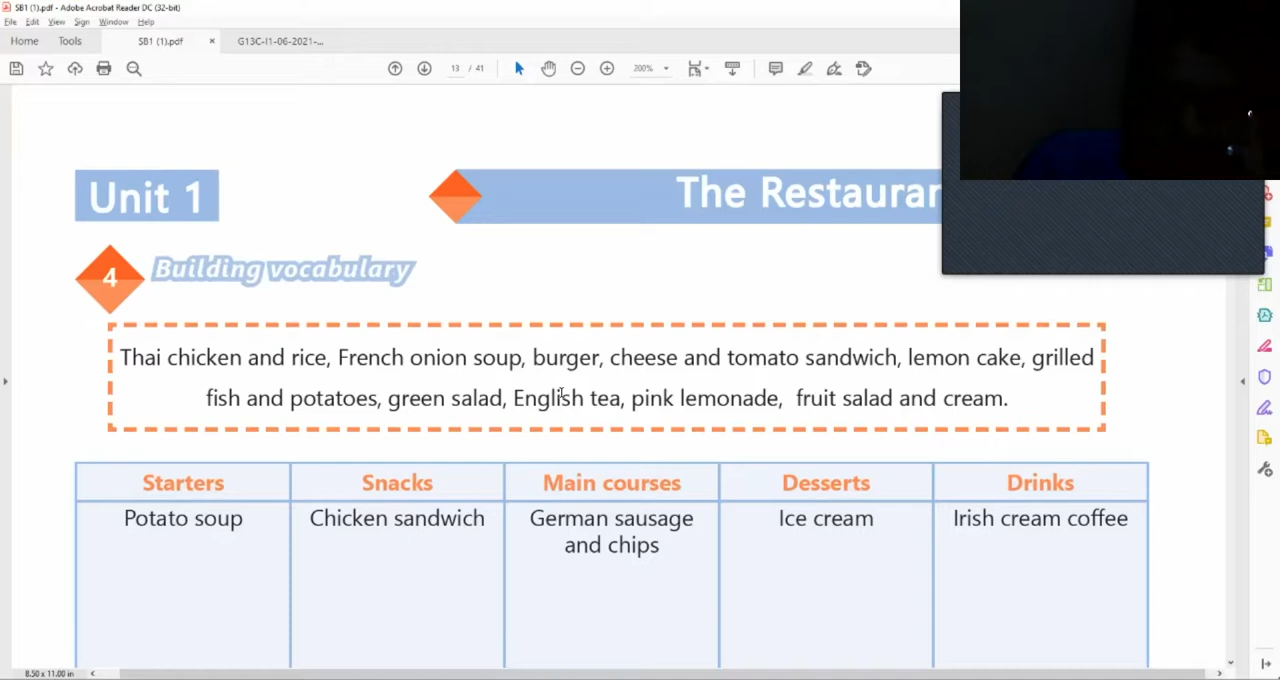 SB1 (1).pdf - Adobe Acrobat Reader DC (32-bit)
File Edit View Sign Window Help
Home Tools SB1 (1).pdf × G13C-I1-06-2021-...
13 / 41 200%
Unit 1 The Restauran
4 Building vocabulary
Thai chicken and rice, French onion soup, burger, cheese and tomato sandwich, lemon cake, grilled
fish and potatoes, green salad, English tea, pink lemonade, fruit salad and cream.
Starters Snacks Main courses Desserts Drinks
Potato soup Chicken sandwich German sausage Ice cream Irish cream coffee
and chips
8.50 x 11.00 in